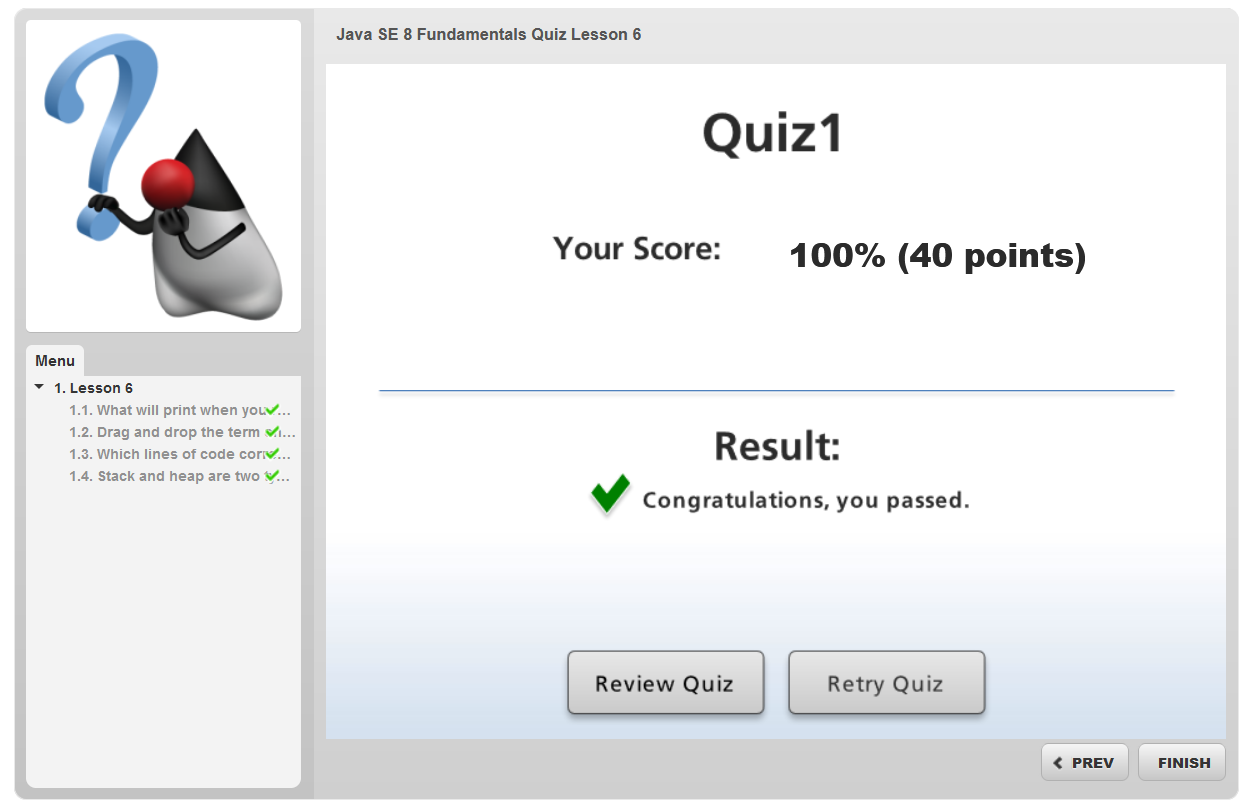 Java SE 8 Fundamentals Quiz Lesson 6
Menu
1. Lesson 6
1.1. What will print when you...
1.2. Drag and drop the term ...
1.3. Which lines of code ...
1.4. Stack and heap are two ...
Quiz1
Your Score: 100% (40 points)
Result:
Congratulations, you passed.
Review Quiz Retry Quiz
PREV FINISH